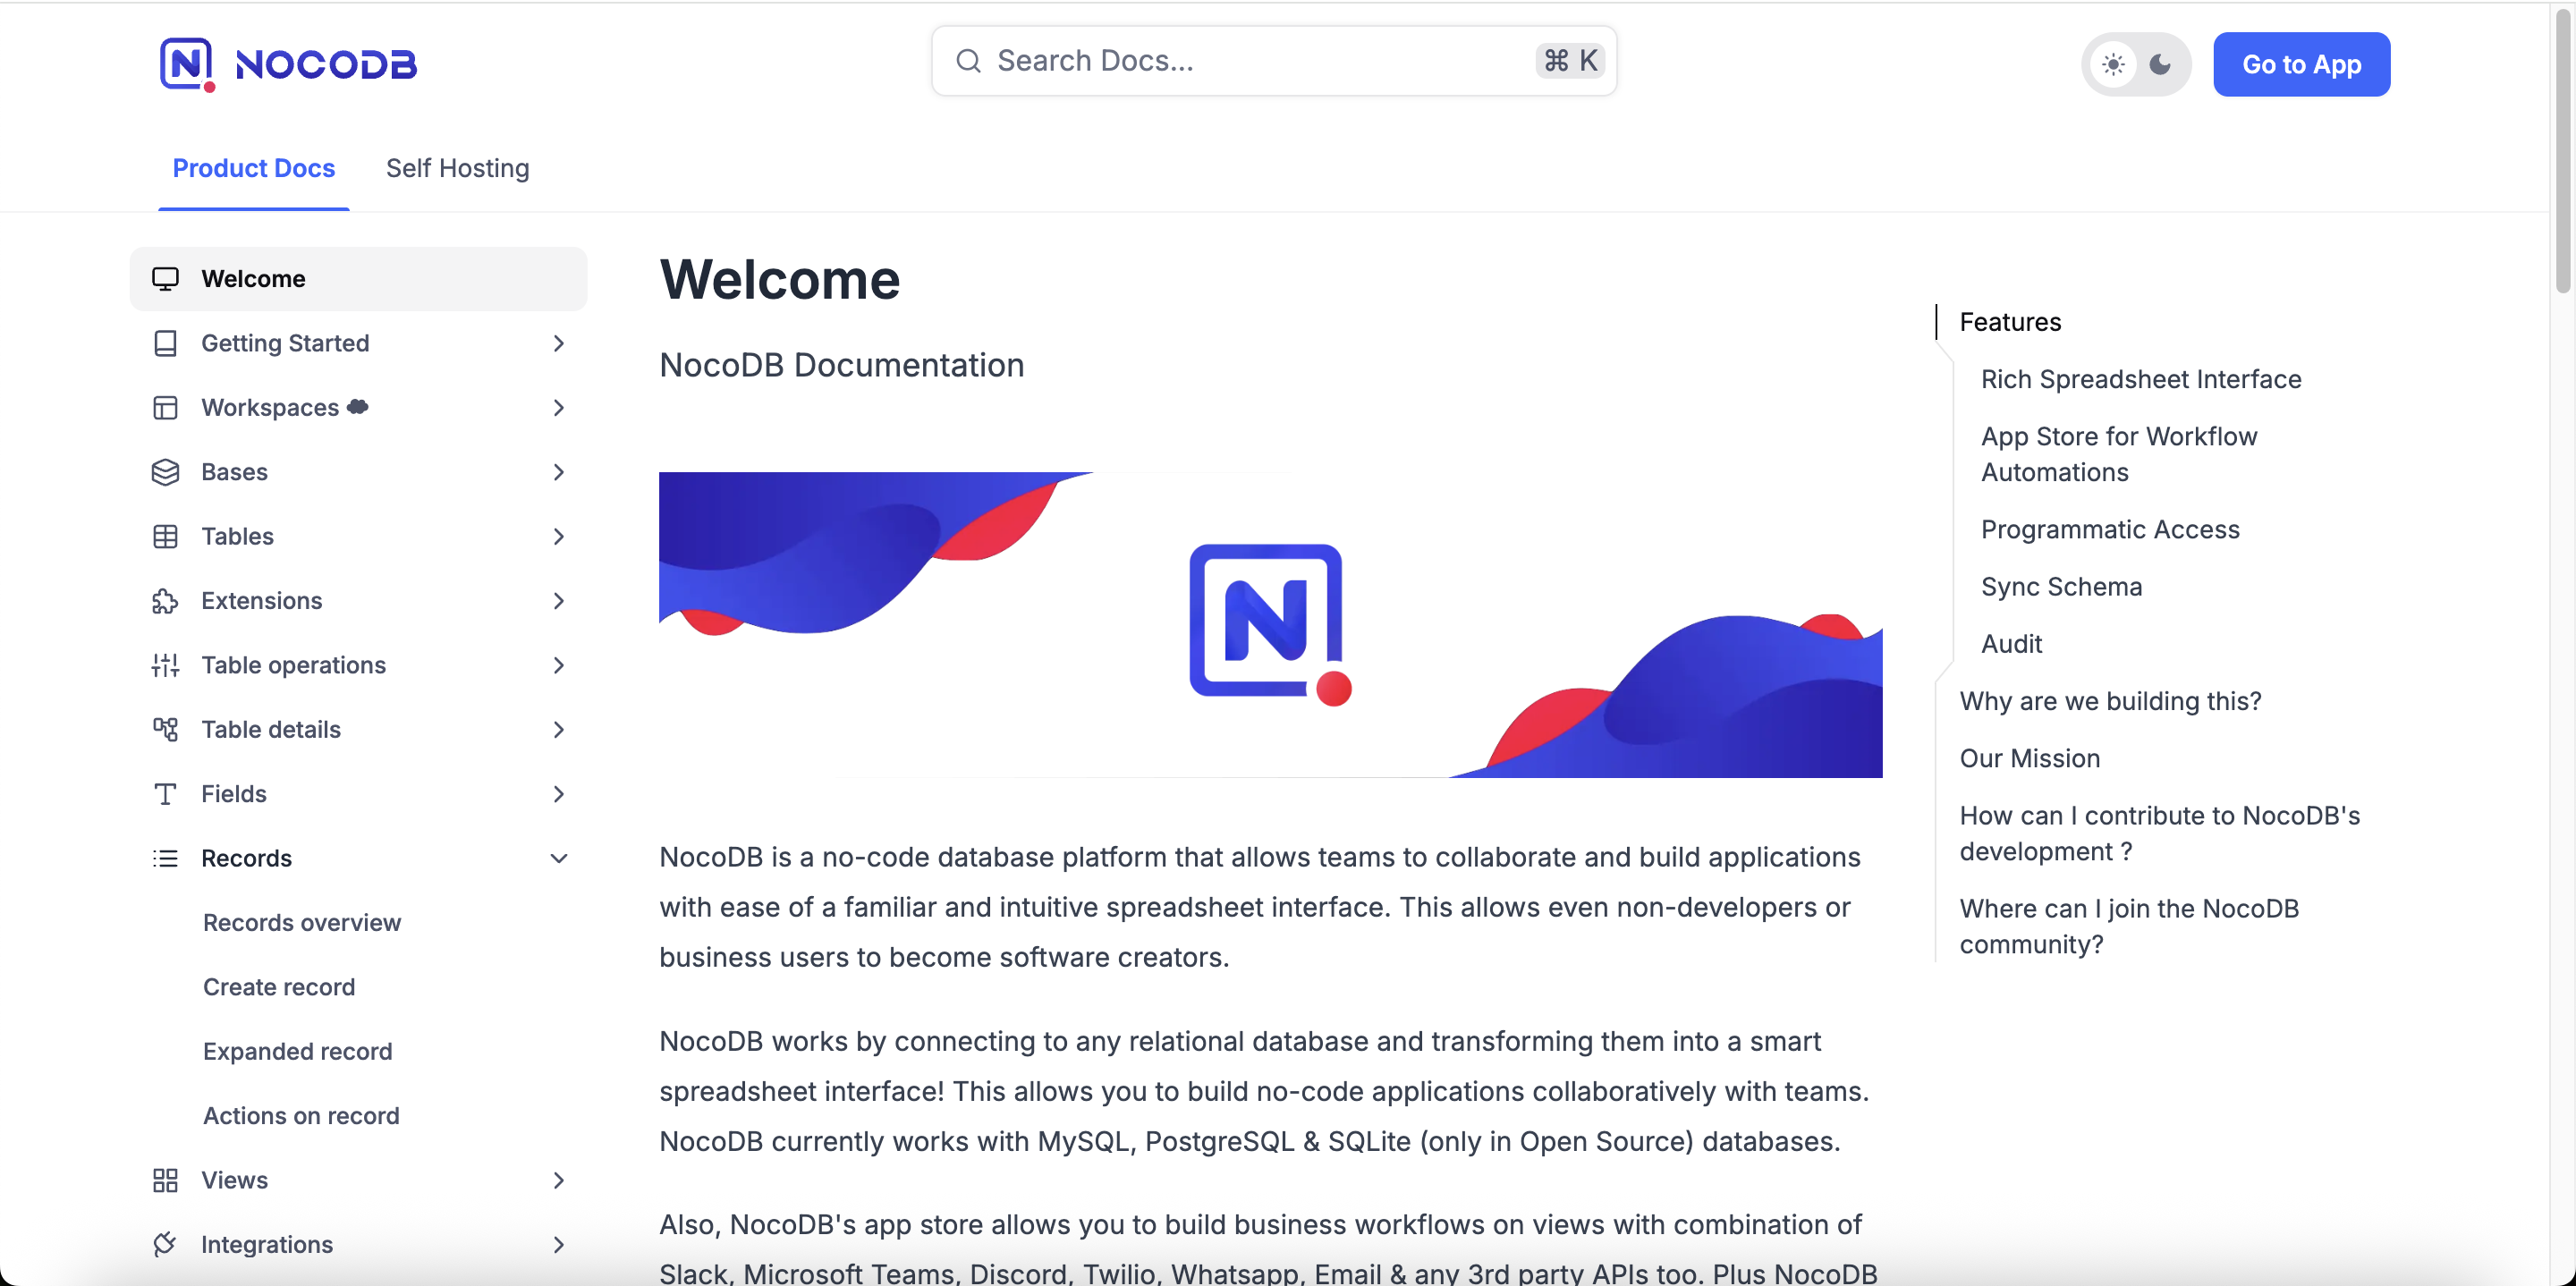 NOCODB
Search Docs...
⌘ K
Go to App
Product Docs
Self Hosting
Welcome
Getting Started
Workspaces
Bases
Tables
Extensions
Table operations
Table details
Fields
Records
Records overview
Create record
Expanded record
Actions on record
Views
Integrations
Welcome
NocoDB Documentation
N
NocoDB is a no-code database platform that allows teams to collaborate and build applications
with ease of a familiar and intuitive spreadsheet interface. This allows even non-developers or
business users to become software creators.
NocoDB works by connecting to any relational database and transforming them into a smart
spreadsheet interface! This allows you to build no-code applications collaboratively with teams.
NocoDB currently works with MySQL, PostgreSQL & SQLite (only in Open Source) databases.
Also, NocoDB's app store allows you to build business workflows on views with combination of
Slack, Microsoft Teams, Discord, Twilio, Whatsapp, Email & any 3rd party APIs too. Plus NocoDB
Features
Rich Spreadsheet Interface
App Store for Workflow
Automations
Programmatic Access
Sync Schema
Audit
Why are we building this?
Our Mission
How can I contribute to NocoDB's
development ?
Where can I join the NocoDB
community?